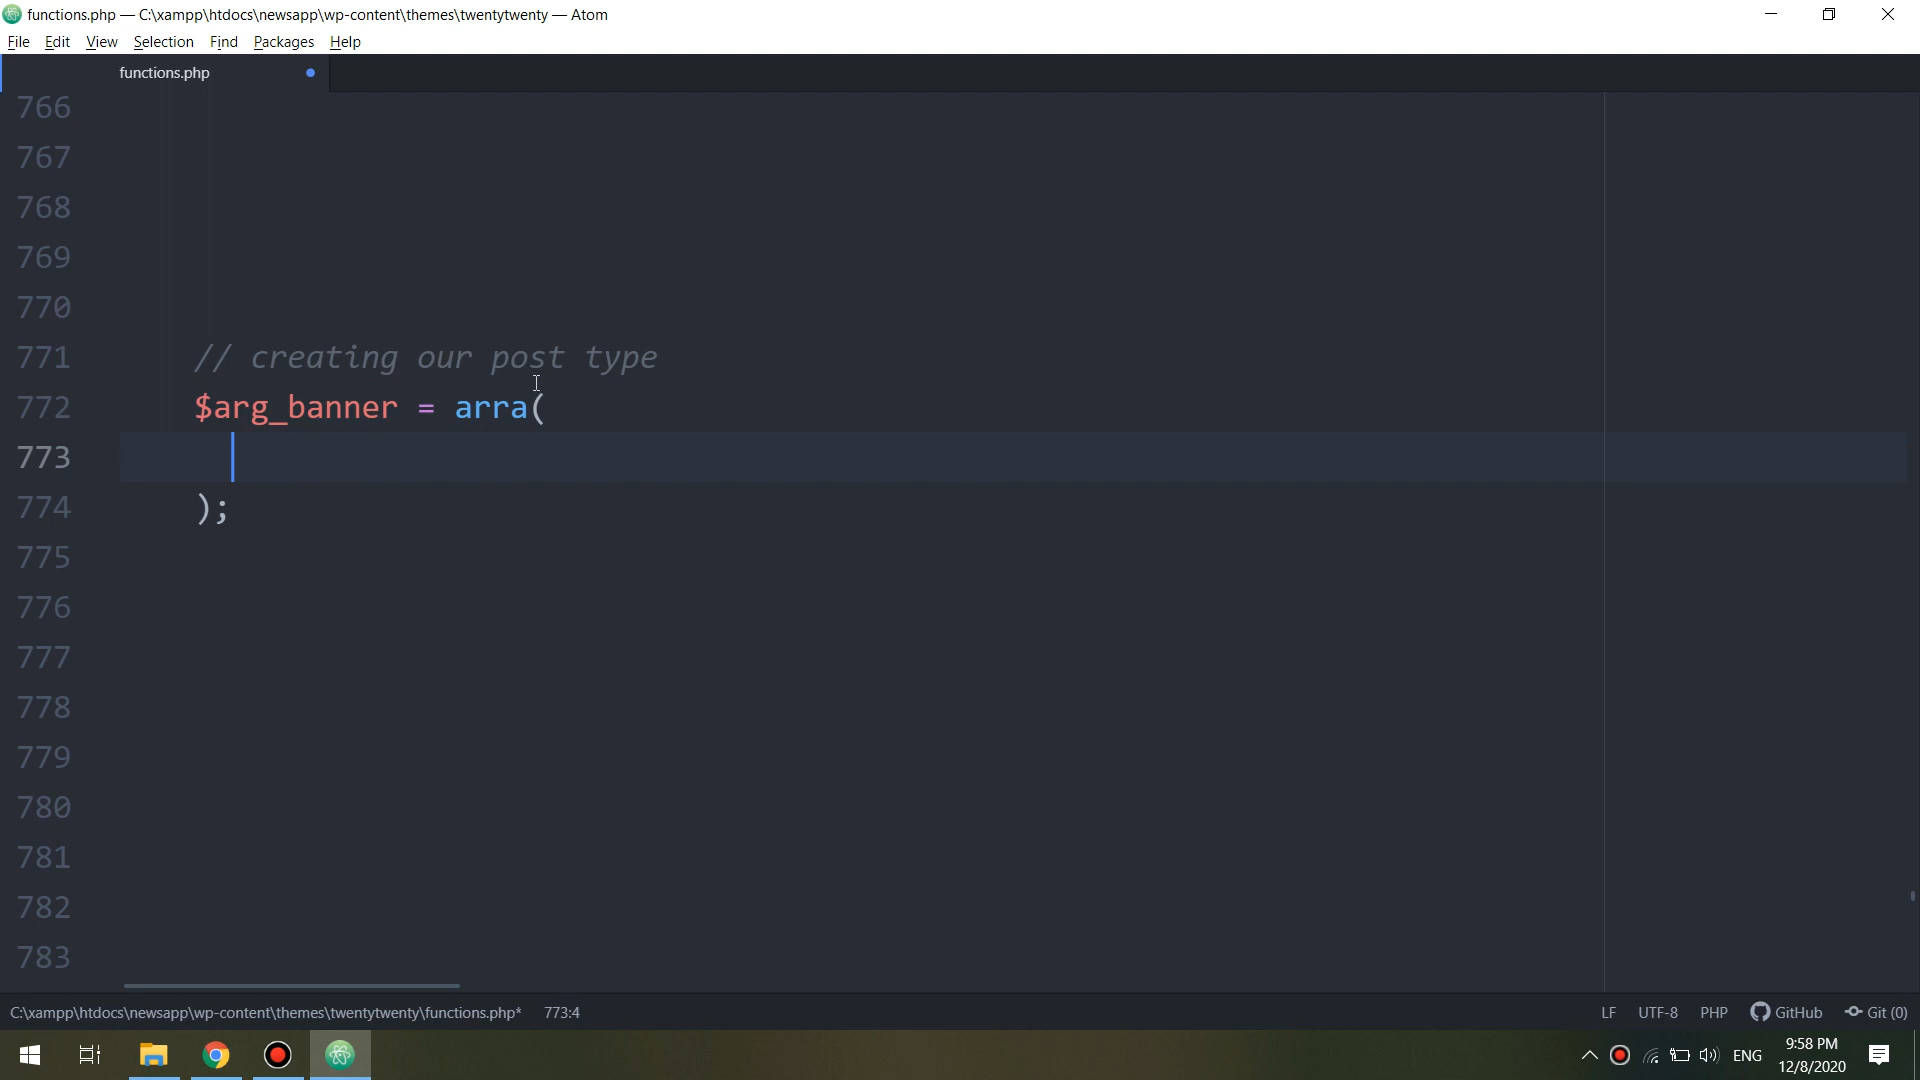 functions.php — C:\xampp\htdocs\newsapp\wp-content\themes\twentytwenty — Atom
File Edit View Selection Find Packages Help
functions.php
766
767
768
769
770
771 // creating our post type
772 $arg_banner = arra(
773
774 );
775
776
777
778
779
780
781
782
783
C:\xampp\htdocs\newsapp\wp-content\themes\twentytwenty\functions.php* 773:4 LF UTF-8 PHP GitHub Git (0)
ENG 9:58 PM
12/8/2020